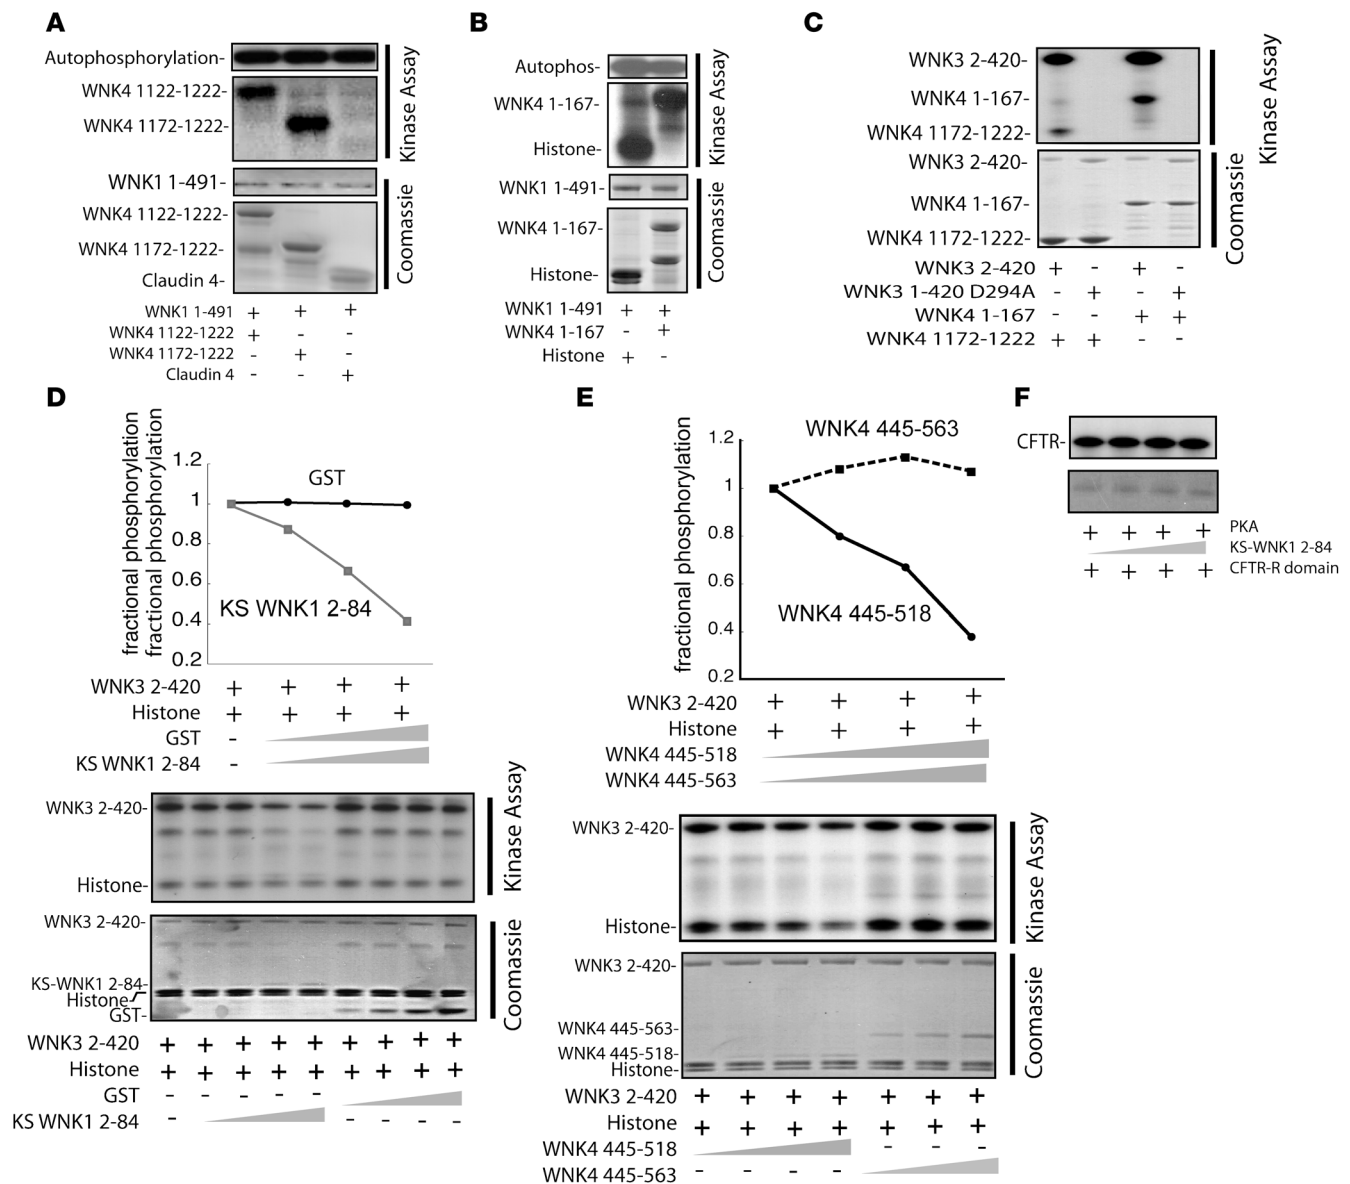 A
Autophosphorylation-
WNK4 1122-1222-
WNK4 1172-1222-
Kinase Assay
WNK1 1-491-
WNK4 1122-1222-
WNK4 1172-1222-
Claudin 4-
Coomassie
WNK1 1-491 + + +
WNK4 1122-1222 + - -
WNK4 1172-1222 - + -
Claudin 4 - - +
B
Autophos-
WNK4 1-167-
Histone-
Kinase Assay
WNK1 1-491-
WNK4 1-167-
Histone-
Coomassie
WNK1 1-491 + +
WNK4 1-167 - +
Histone + -
C
WNK3 2-420-
WNK4 1-167-
WNK4 1172-1222-
Kinase Assay
WNK3 2-420-
WNK4 1-167-
WNK4 1172-1222-
Coomassie
WNK3 2-420 + - + -
WNK3 1-420 D294A - + - +
WNK4 1-167 - - + +
WNK4 1172-1222 + + - -
D
fractional phosphorylation
fractional phosphorylation
1.2
1
0.8
0.6
0.4
0.2
GST
KS WNK1 2-84
WNK3 2-420 + + + +
Histone + + + +
GST -
KS WNK1 2-84 -
WNK3 2-420-
Histone-
Kinase Assay
WNK3 2-420-
KS-WNK1 2-84-
Histone
GST-
Coomassie
WNK3 2-420 + + + + + + + + +
Histone + + + + + + + + +
GST - - - - -
KS WNK1 2-84 - - - - -
E
fractional phosphorylation
1.2
1
0.8
0.6
0.4
0.2
WNK4 445-563
WNK4 445-518
WNK3 2-420 + + + +
Histone + + + +
WNK4 445-518
WNK4 445-563
WNK3 2-420-
Histone-
Kinase Assay
WNK3 2-420-
WNK4 445-563-
WNK4 445-518-
Histone-
Coomassie
WNK3 2-420 + + + + + + +
Histone + + + + + + +
WNK4 445-518 - - -
WNK4 445-563 - - - -
F
CFTR-
+ + + + PKA
KS-WNK1 2-84
+ + + + CFTR-R domain